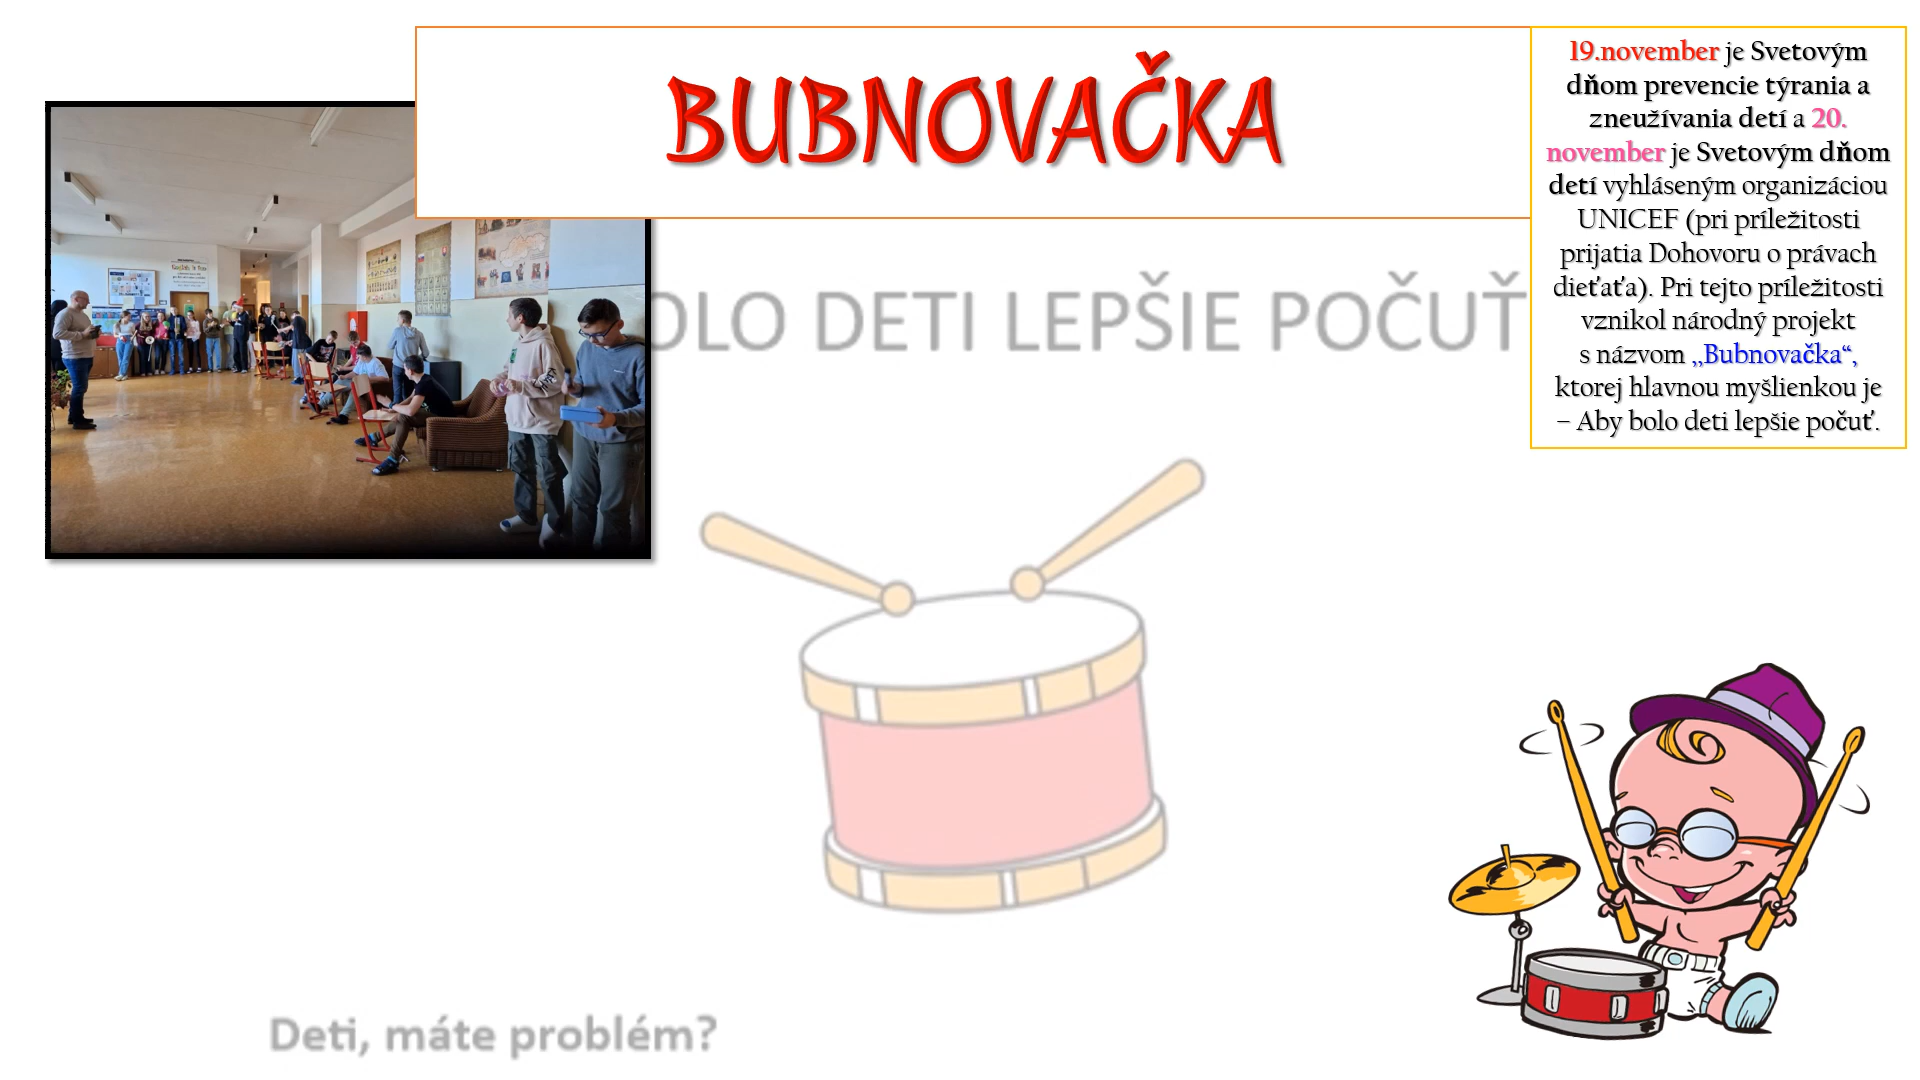 BUBNOVAČKA
19.november je Svetovým
dňom prevencie týrania a
zneužívania detí a 20.
november je Svetovým dňom
detí vyhláseným organizáciou
UNICEF (pri príležitosti
prijatia Dohovoru o právach
dieťaťa). Pri tejto príležitosti
vznikol národný projekt
s názvom „Bubnovačka“,
ktorej hlavnou myšlienkou je
– Aby bolo deti lepšie počuť.
OLO DETI LEPŠIE POČUŤ
Deti, máte problém?